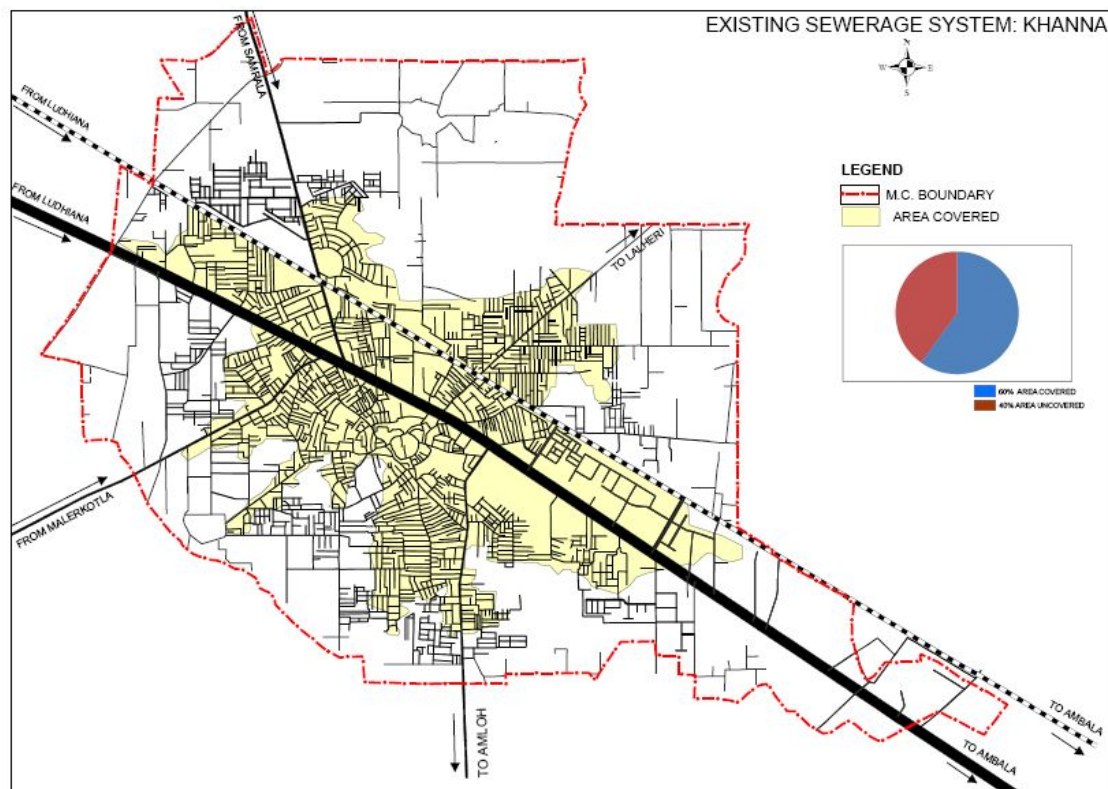 EXISTING SEWERAGE SYSTEM: KHANNA
N
W E
S
FROM SAMRALA
FROM LUDHIANA
FROM LUDHIANA
LEGEND
M.C. BOUNDARY
AREA COVERED
TO LALHERI
60% AREA COVERED
40% AREA UNCOVERED
FROM MALERKOTLA
TO AMLOH
TO AMBALA
TO AMBALA